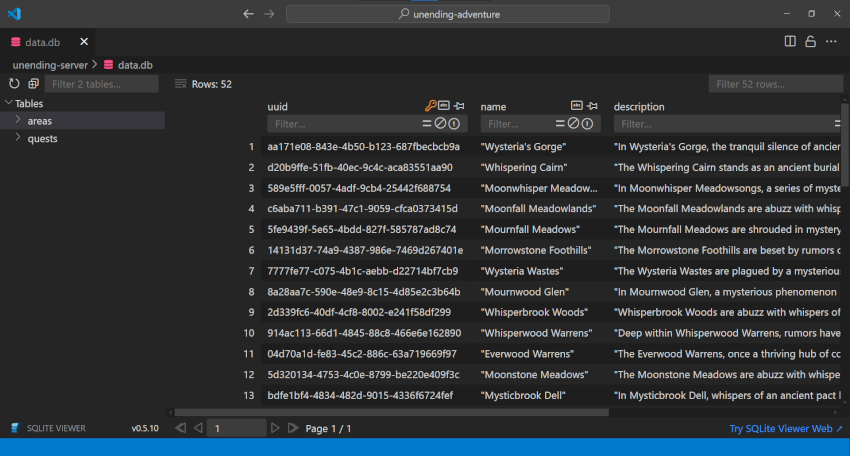 unending-adventure
data.db
unending-server > data.db
Filter 2 tables...
Rows: 52
Filter 52 rows...
Tables
areas
quests
uuid name description
Filter... Filter... Filter...
1 aa171e08-843e-4b50-b123-687fbecbcb9a "Wysteria's Gorge" "In Wysteria's Gorge, the tranquil silence of ancien
2 d20b9ffe-51fb-40ec-9c4c-aca83551aa90 "Whispering Cairn" "The Whispering Cairn stands as an ancient burial
3 589e5fff-0057-4adf-9cb4-25442f688754 "Moonwhisper Meadow... "In Moonwhisper Meadowsongs, a series of myste
4 c6aba711-b391-47c1-9059-cfca0373415d "Moonfall Meadowlands" "The Moonfall Meadowlands are abuzz with whisp
5 5fe9439f-5e65-4bdd-827f-585787ad8c74 "Mournfall Meadows" "The Mournfall Meadows are shrouded in mystery
6 14131d37-74a9-4387-986e-7469d267401e "Morrowstone Foothills" "The Morrowstone Foothills are beset by rumors o
7 7777fe77-c075-4b1c-aebb-d22714bf7cb9 "Wysteria Wastes" "The Wysteria Wastes are plagued by a mysteriou
8 8a28aa7c-590e-48e9-8c15-4d85e2c3b64b "Mournwood Glen" "In Mournwood Glen, a mysterious phenomenon
9 2d339fc6-40df-4cf8-8002-e241f58df299 "Whisperbrook Woods" "Whisperbrook Woods are abuzz with whispers of
10 914ac113-66d1-4845-88c8-466e6e162890 "Whisperwood Warrens" "Deep within Whisperwood Warrens, rumors have
11 04d70a1d-fe83-45c2-886c-63a719669f97 "Everwood Warrens" "The Everwood Warrens, once a thriving hub of cc
12 5d320134-4753-4c0e-8799-be220e409f3c "Moonstone Meadows" "The Moonstone Meadows are abuzz with whispe
13 bdfe1bf4-4834-482d-9015-4336f6724fef "Mysticbrook Dell" "In Mysticbrook Dell, whispers of an ancient pact l
SQLITE VIEWER v0.5.10 1 Page 1 / 1 Try SQLite Viewer Web ↗